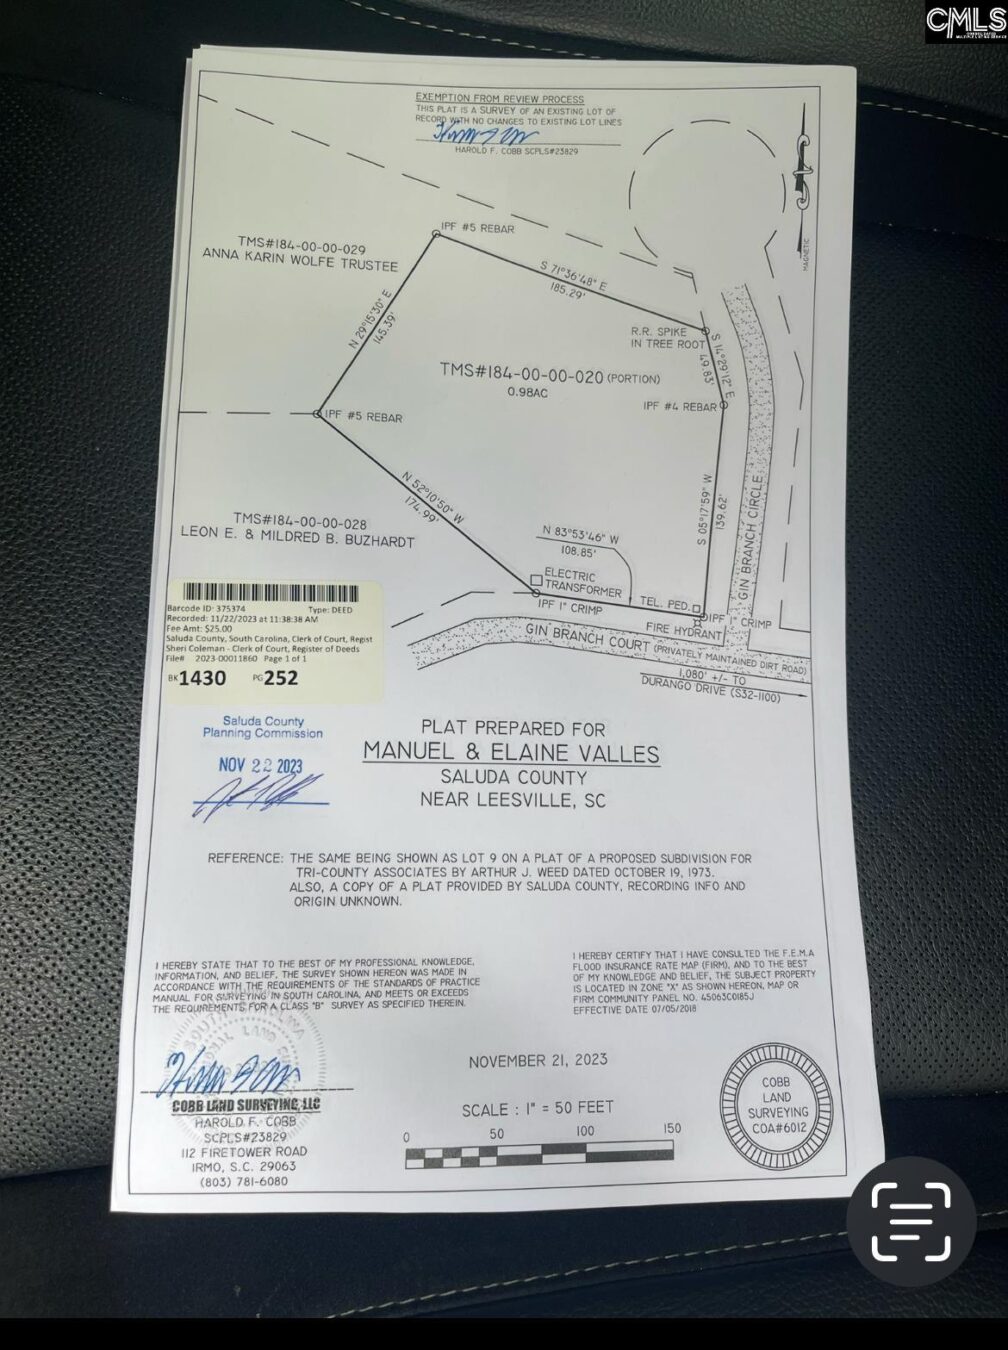 CMLS
EXEMPTION FROM REVIEW PROCESS
THIS PLAT IS A SURVEY OF AN EXISTING LOT OF
RECORD WITH NO CHANGES TO EXISTING LOT LINES
HAROLD F. COBB SCPLS#23829
MAGNETIC
IPF #5 REBAR
TMS#184-00-00-029
ANNA KARIN WOLFE TRUSTEE
S 71°36'48" E
185.29'
N 29°15'30" E
145.39'
R.R. SPIKE
IN TREE ROOT
S 14°29'12" E
49.83'
TMS#184-00-00-020 (PORTION)
0.98AC
IPF #4 REBAR
IPF #5 REBAR
N 52°10'50" W
174.99'
S 05°17'59" W
139.62'
GIN BRANCH CIRCLE
TMS#184-00-00-028
LEON E. & MILDRED B. BUZHARDT
N 83°53'46" W
108.85'
ELECTRIC
TRANSFORMER
IPF 1" CRIMP
TEL. PED.
IPF 1" CRIMP
FIRE HYDRANT
GIN BRANCH COURT (PRIVATELY MAINTAINED DIRT ROAD)
1,080' +/- TO
DURANGO DRIVE (S32-1100)
Barcode ID: 375374 Type: DEED
Recorded: 11/22/2023 at 11:38:38 AM
Fee Amt: $25.00
Saluda County, South Carolina, Clerk of Court, Regist
Sheri Coleman - Clerk of Court, Register of Deeds
File# 2023-00011860 Page 1 of 1
BK 1430 PG 252
Saluda County
Planning Commission
NOV 22 2023
PLAT PREPARED FOR
MANUEL & ELAINE VALLES
SALUDA COUNTY
NEAR LEESVILLE, SC
REFERENCE: THE SAME BEING SHOWN AS LOT 9 ON A PLAT OF A PROPOSED SUBDIVISION FOR
TRI-COUNTY ASSOCIATES BY ARTHUR J. WEED DATED OCTOBER 19, 1973.
ALSO, A COPY OF A PLAT PROVIDED BY SALUDA COUNTY, RECORDING INFO AND
ORIGIN UNKNOWN.
I HEREBY STATE THAT TO THE BEST OF MY PROFESSIONAL KNOWLEDGE,
INFORMATION, AND BELIEF, THE SURVEY SHOWN HEREON WAS MADE IN
ACCORDANCE WITH THE REQUIREMENTS OF THE STANDARDS OF PRACTICE
MANUAL FOR SURVEYING IN SOUTH CAROLINA, AND MEETS OR EXCEEDS
THE REQUIREMENTS FOR A CLASS "B" SURVEY AS SPECIFIED THEREIN.
I HEREBY CERTIFY THAT I HAVE CONSULTED THE F.E.M.A
FLOOD INSURANCE RATE MAP (FIRM), AND TO THE BEST
OF MY KNOWLEDGE AND BELIEF, THE SUBJECT PROPERTY
IS LOCATED IN ZONE "X" AS SHOWN HEREON, MAP OR
FIRM COMMUNITY PANEL NO. 45063C0185J
EFFECTIVE DATE 07/05/2018
COBB LAND SURVEYING, LLC
HAROLD F. COBB
SCPLS#23829
112 FIRETOWER ROAD
IRMO, S.C. 29063
(803) 781-6080
NOVEMBER 21, 2023
SCALE : 1" = 50 FEET
0 50 100 150
COBB
LAND
SURVEYING
COA#6012